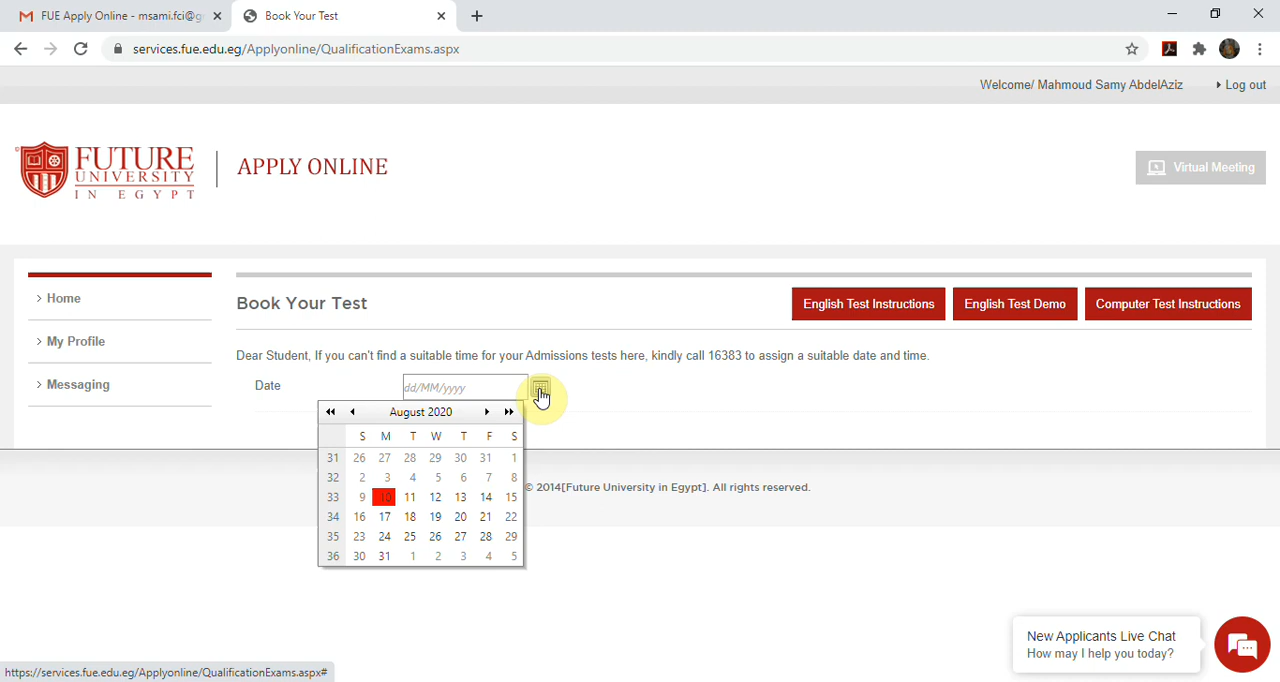 FUE Apply Online - msami.fci@g
Book Your Test
services.fue.edu.eg/Applyonline/QualificationExams.aspx
Welcome/ Mahmoud Samy AbdelAziz
Log out
FUTURE
UNIVERSITY
IN EGYPT
APPLY ONLINE
Virtual Meeting
Home
My Profile
Messaging
Book Your Test
English Test Instructions
English Test Demo
Computer Test Instructions
Dear Student, If you can't find a suitable time for your Admissions tests here, kindly call 16383 to assign a suitable date and time.
Date
dd/MM/yyyy
August 2020
S M T W T F S
31 26 27 28 29 30 31 1
32 2 3 4 5 6 7 8
33 9 10 11 12 13 14 15
34 16 17 18 19 20 21 22
35 23 24 25 26 27 28 29
36 30 31 1 2 3 4 5
© 2014[Future University in Egypt]. All rights reserved.
New Applicants Live Chat
How may I help you today?
https://services.fue.edu.eg/Applyonline/QualificationExams.aspx#